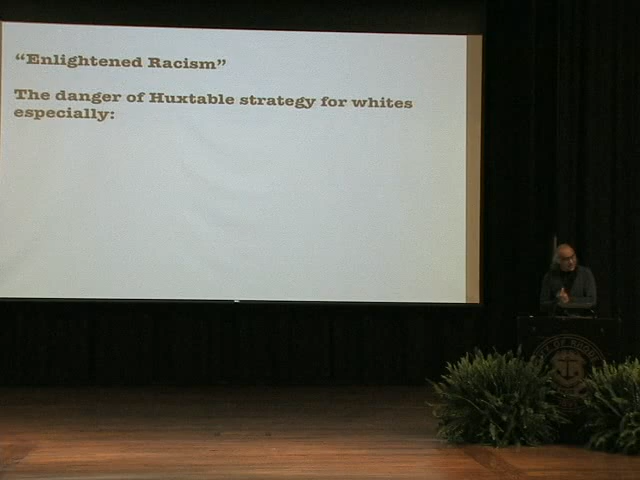 “Enlightened Racism”
The danger of Huxtable strategy for whites
especially: